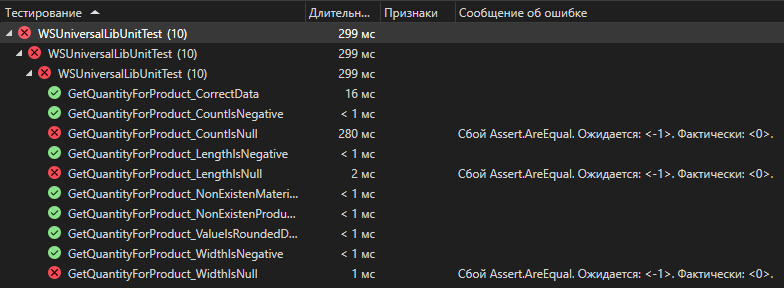 Тестирование Длительн... Признаки Сообщение об ошибке
WSUniversalLibUnitTest (10) 299 мс
WSUniversalLibUnitTest (10) 299 мс
WSUniversalLibUnitTest (10) 299 мс
GetQuantityForProduct_CorrectData 16 мс
GetQuantityForProduct_CountIsNegative < 1 мс
GetQuantityForProduct_CountIsNull 280 мс Сбой Assert.AreEqual. Ожидается: <-1>. Фактически: <0>.
GetQuantityForProduct_LengthIsNegative < 1 мс
GetQuantityForProduct_LengthIsNull 2 мс Сбой Assert.AreEqual. Ожидается: <-1>. Фактически: <0>.
GetQuantityForProduct_NonExistenMateri... < 1 мс
GetQuantityForProduct_NonExistenProdu... < 1 мс
GetQuantityForProduct_ValueIsRoundedD... < 1 мс
GetQuantityForProduct_WidthIsNegative < 1 мс
GetQuantityForProduct_WidthIsNull 1 мс Сбой Assert.AreEqual. Ожидается: <-1>. Фактически: <0>.